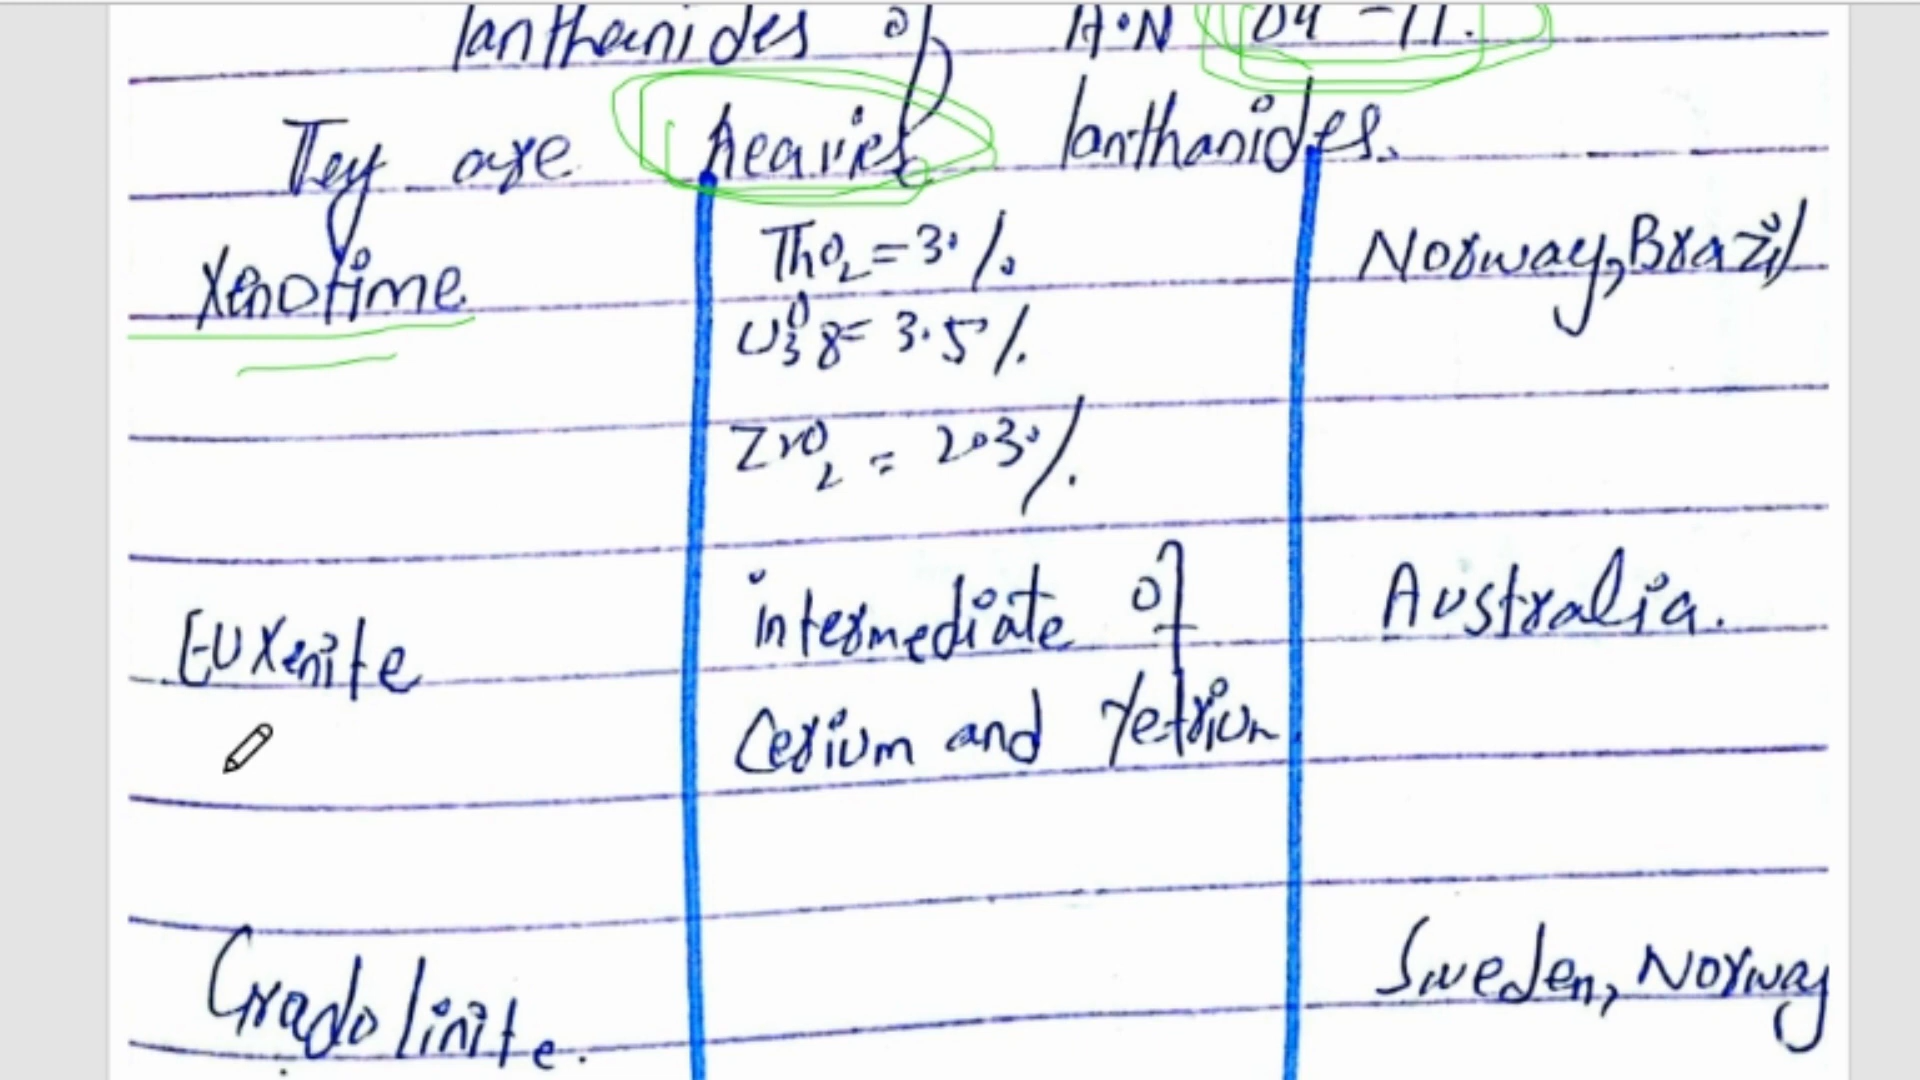 lanthanides of A.N 64-71.
Tey are heavier lanthanides.
Xenotime ThO2 = 3.% Norway, Brazil
U3O8 = 3.5%
ZrO2 = 2.3%
Euxenite intermediate of Australia.
Cerium and Yetrium
Gradolinite. Sweden, Norway